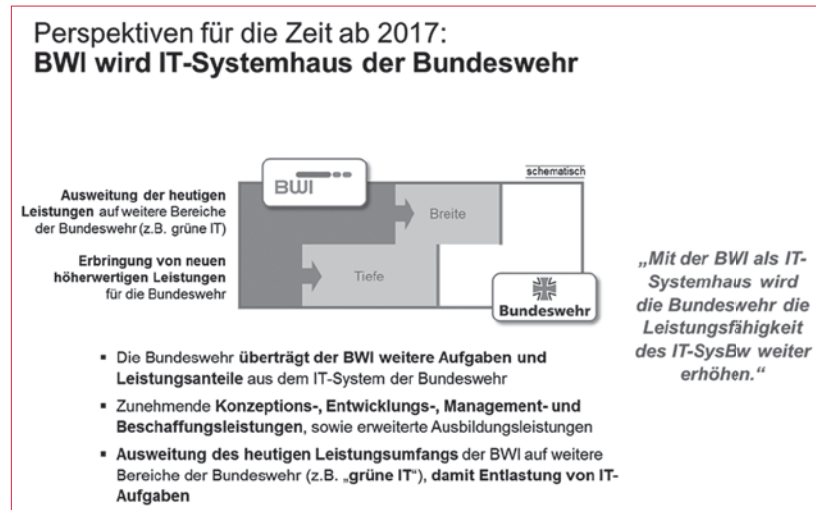 Perspektiven für die Zeit ab 2017:
BWI wird IT-Systemhaus der Bundeswehr
schematisch
BWI
Ausweitung der heutigen
Leistungen auf weitere Bereiche
der Bundeswehr (z.B. grüne IT)
Breite
Erbringung von neuen
höherwertigen Leistungen
für die Bundeswehr
Tiefe
Bundeswehr
„Mit der BWI als IT-
Systemhaus wird
die Bundeswehr die
Leistungsfähigkeit
des IT-SysBw weiter
erhöhen.“
▪ Die Bundeswehr überträgt der BWI weitere Aufgaben und
Leistungsanteile aus dem IT-System der Bundeswehr
▪ Zunehmende Konzeptions-, Entwicklungs-, Management- und
Beschaffungsleistungen, sowie erweiterte Ausbildungsleistungen
▪ Ausweitung des heutigen Leistungsumfangs der BWI auf weitere
Bereiche der Bundeswehr (z.B. „grüne IT“), damit Entlastung von IT-
Aufgaben